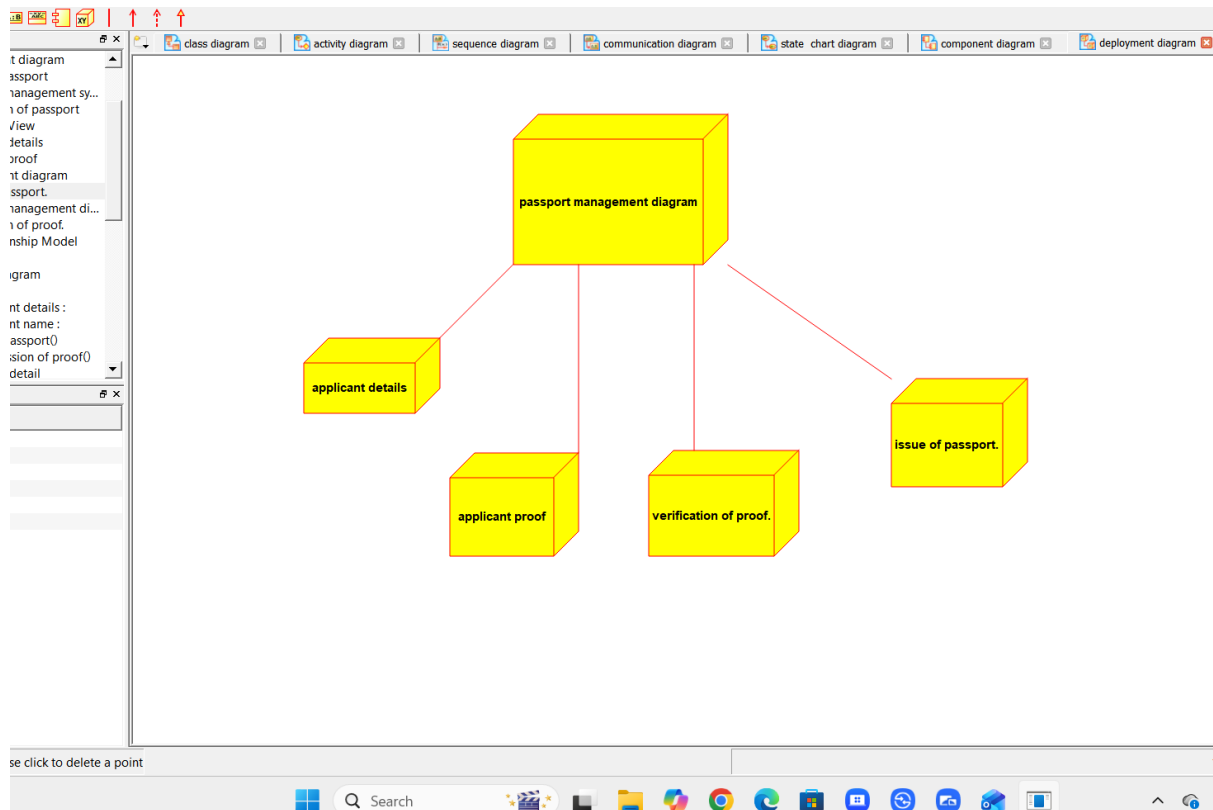 class diagram
activity diagram
sequence diagram
communication diagram
state chart diagram
component diagram
deployment diagram
t diagram
assport
nanagement sy...
n of passport
View
details
proof
nt diagram
ssport.
nanagement di...
n of proof.
nship Model
agram
nt details :
nt name :
assport()
ssion of proof()
detail
passport management diagram
applicant details
issue of passport.
applicant proof
verification of proof.
se click to delete a point
Search